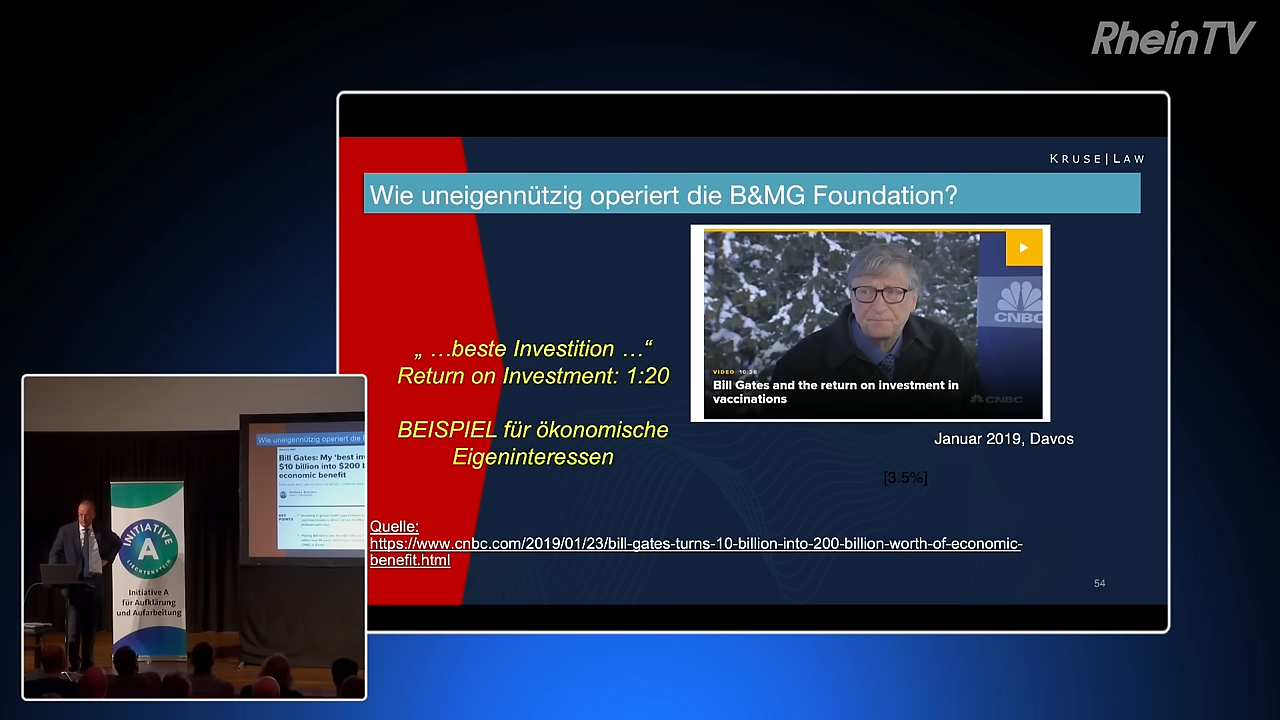 RheinTV
KRUSE|LAW
Wie uneigennützig operiert die B&MG Foundation?
CNBC
„ …beste Investition …“
Return on Investment: 1:20
VIDEO 10:26
Bill Gates and the return on investment in
vaccinations
CNBC
BEISPIEL für ökonomische
Eigeninteressen
Januar 2019, Davos
[3.5%]
Quelle:
https://www.cnbc.com/2019/01/23/bill-gates-turns-10-billion-into-200-billion-worth-of-economic-
benefit.html
54
Wie uneigennützig operiert die
Bill Gates: My 'best in
$10 billion into $200 b
economic benefit
KEY
POINTS
INITIATIVE
A
LIECHTENSTEIN
Initiative A
für Aufklärung
und Aufarbeitung